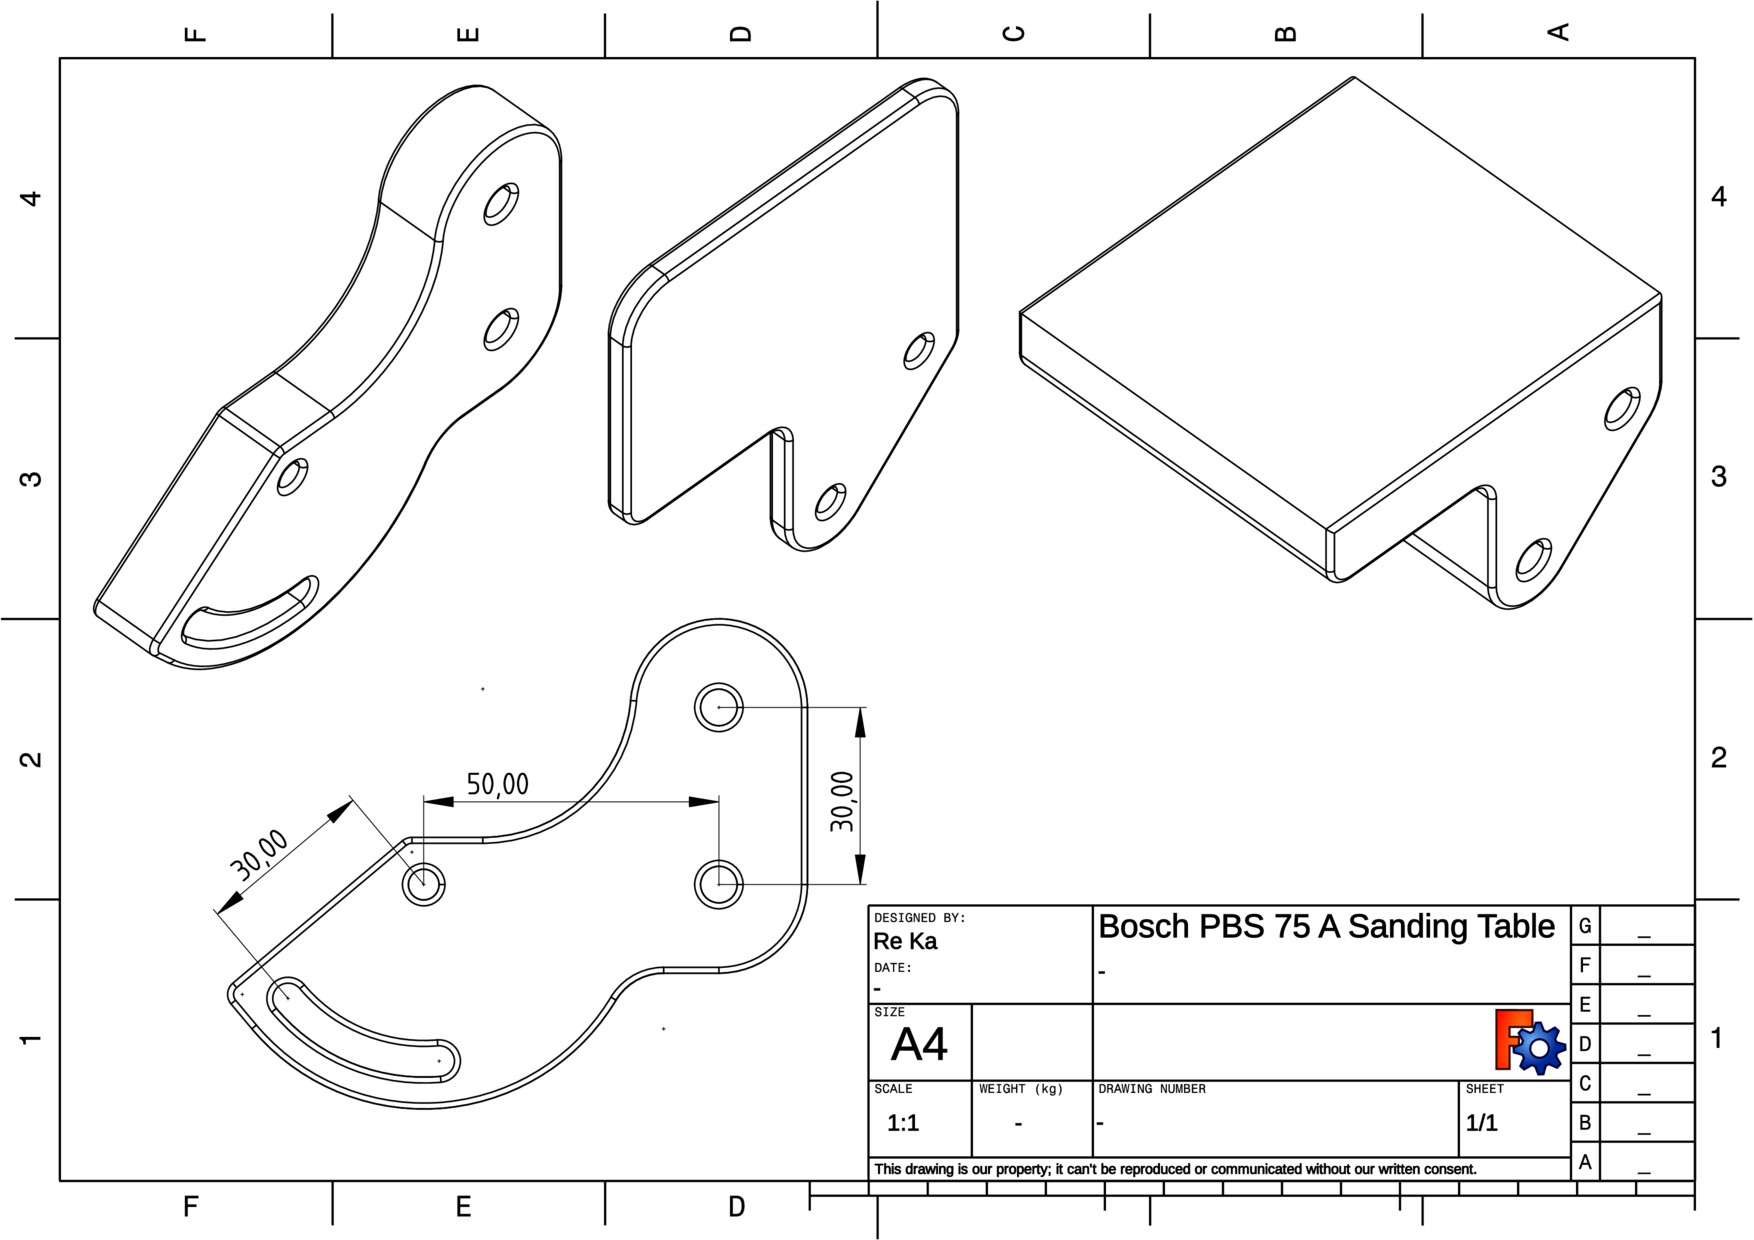 F E D C B A
4 4
3 3
2 2
1 1
50,00
30,00
30,00
DESIGNED BY:
Re Ka
DATE:
-
Bosch PBS 75 A Sanding Table
-
SIZE
A4
SCALE
1:1
WEIGHT (kg)
-
DRAWING NUMBER
-
SHEET
1/1
G _
F _
E _
D _
C _
B _
A _
This drawing is our property; it can't be reproduced or communicated without our written consent.
F E D